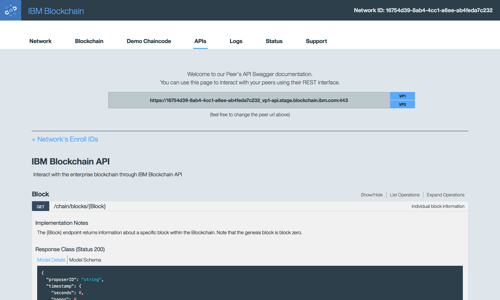 IBM Blockchain
Network ID: 16754d39-8ab4-4cc1-a6ee-ab4feda7c232
Network Blockchain Demo Chaincode APIs Logs Status Support
Welcome to our Peer's API Swagger documentation.
You can use this page to interact with your peers using their REST interface.
https://16754d39-8ab4-4cc1-a6ee-ab4feda7c232_vp1-api.stage.blockchain.ibm.com:443
VP1
VP2
(feel free to change the peer url above)
« Network's Enroll IDs
IBM Blockchain API
Interact with the enterprise blockchain through IBM Blockchain API
Block
Show/Hide | List Operations | Expand Operations
GET /chain/blocks/{Block} Individual block information
Implementation Notes
The {Block} endpoint returns information about a specific block within the Blockchain. Note that the genesis block is block zero.
Response Class (Status 200)
Model Details | Model Schema
{
"proposerID": "string",
"timestamp": {
"seconds": 0,
"nanos": 0